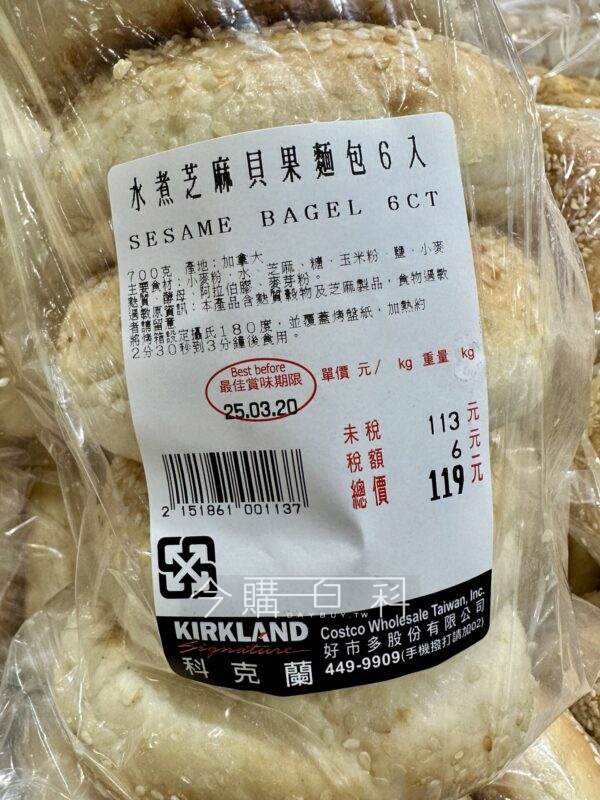 水煮芝麻貝果麵包6入
SESAME BAGEL 6CT
700克 產地：加拿大
主要食材：小麥粉、水、芝麻、糖、玉米粉、鹽、小麥
麩質、酵母、阿拉伯膠、麥芽粉。
過敏原資訊：本產品含麩質穀物及芝麻製品，食物過敏
者請留意
將烤箱設定攝氏180度，並覆蓋烤盤紙，加熱約
2分30秒到3分鐘後食用。
Best before
最佳賞味期限
25.03.20
單價 元/ kg 重量 kg
未稅 113元
稅額 6元
總價 119元
2 151861 001137
今購百科
DAYBUY.TW
KIRKLAND
Signature
科克蘭
Costco Wholesale Taiwan, Inc.
好市多股份有限公司
449-9909(手機撥打請加02)